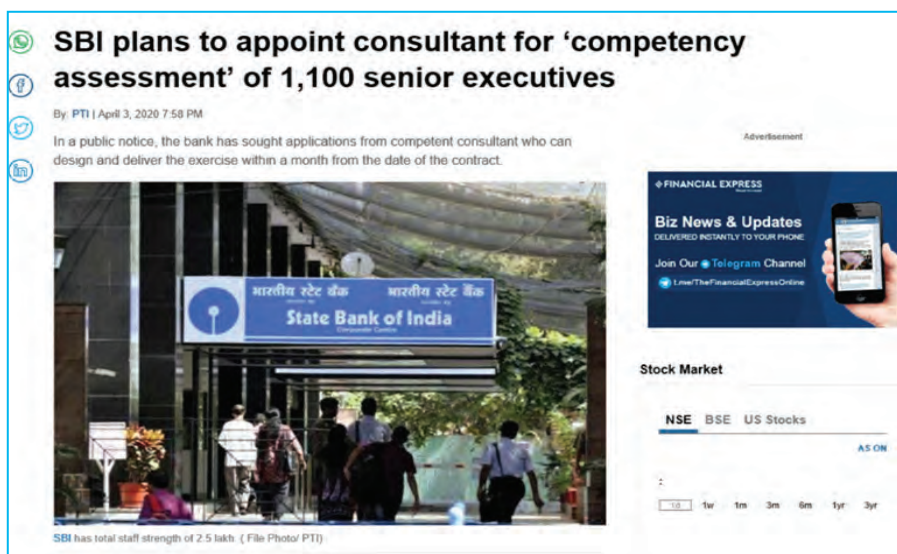 SBI plans to appoint consultant for ‘competency
assessment’ of 1,100 senior executives
By: PTI | April 3, 2020 7:58 PM
In a public notice, the bank has sought applications from competent consultant who can
design and deliver the exercise within a month from the date of the contract.
भारतीय स्टेट बैंक भारतीय स्टेट बैंक
State Bank of India
SBI has total staff strength of 2.5 lakh. ( File Photo/ PTI)
Advertisement
FINANCIAL EXPRESS
Biz News & Updates
DELIVERED INSTANTLY TO YOUR PHONE
Join Our Telegram Channel
t.me/TheFinancialExpressOnline
Stock Market
NSE BSE US Stocks
AS ON
:
1d 1w 1m 3m 6m 1yr 3yr